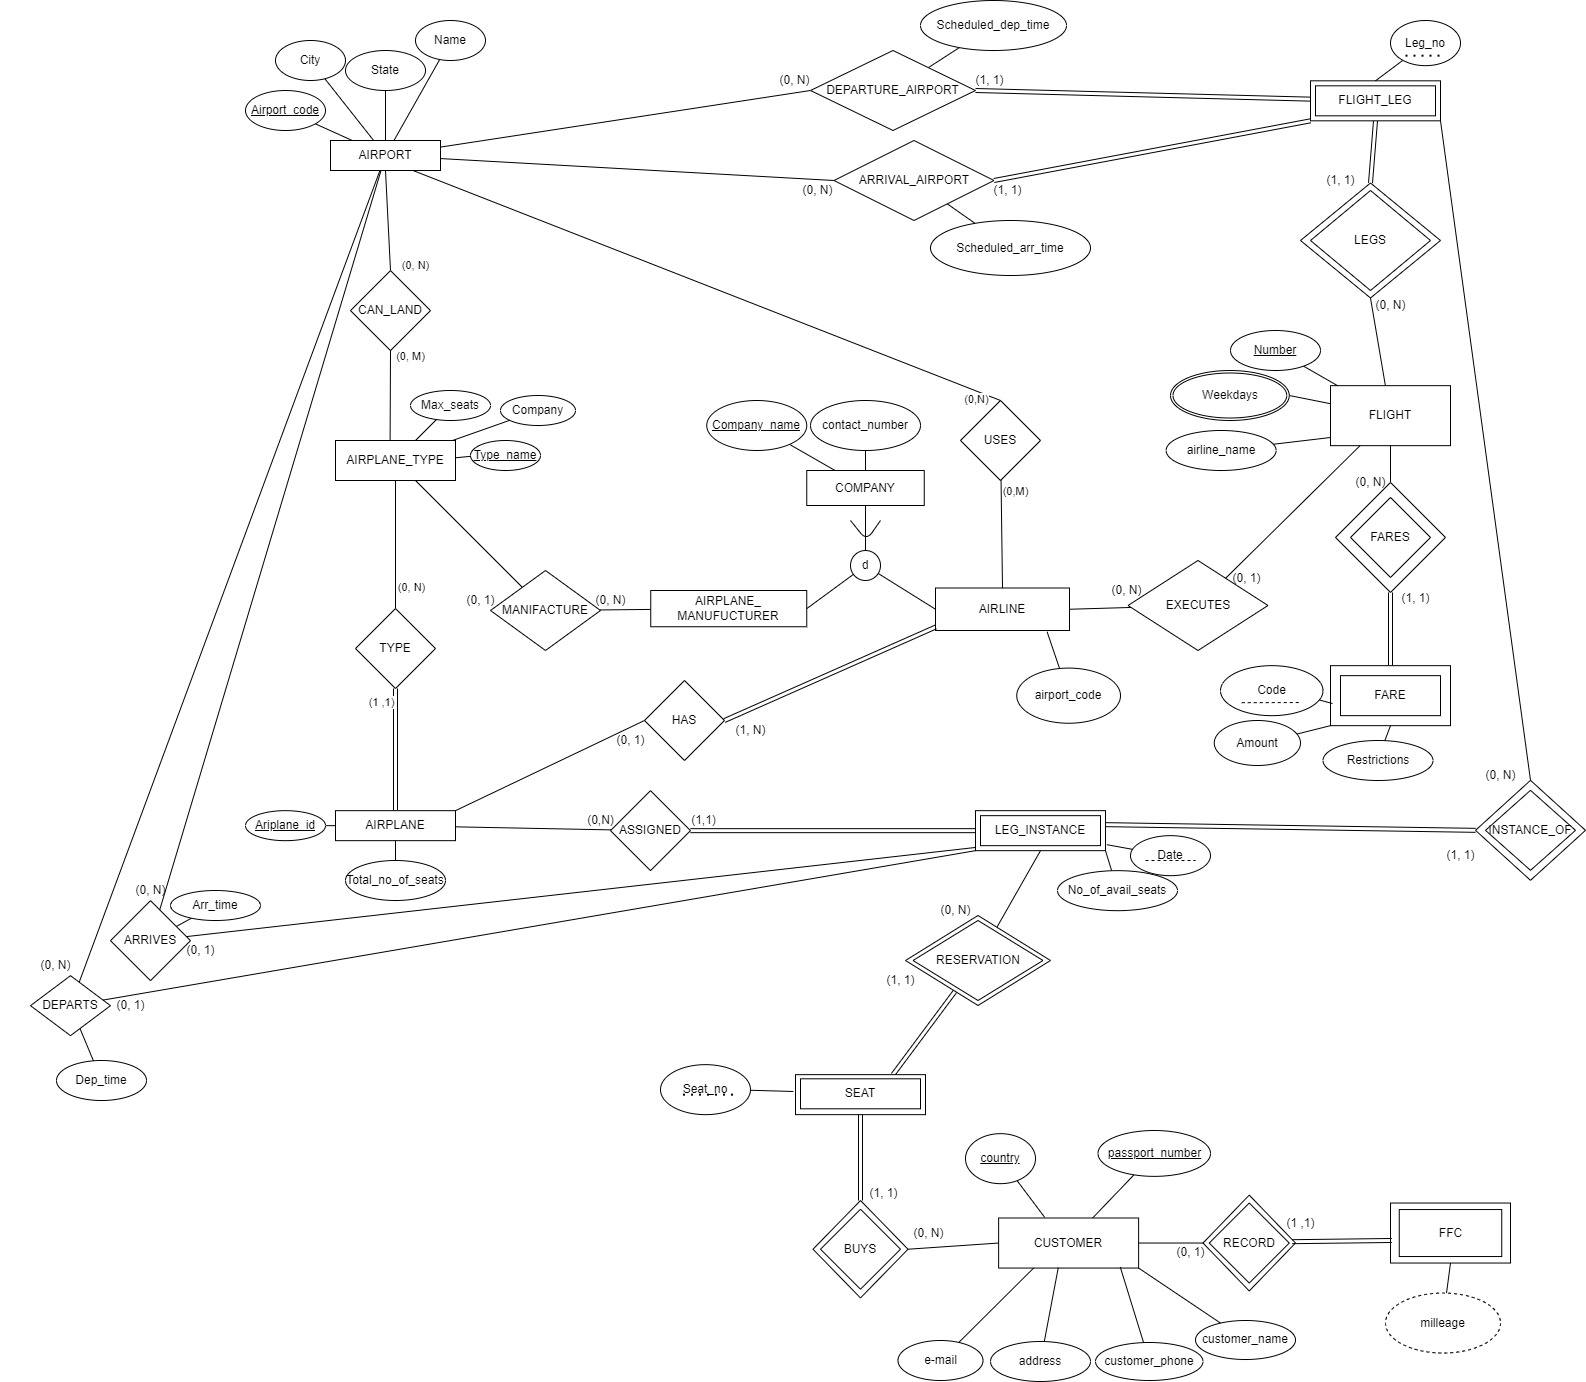 Scheduled_dep_time
Name
Leg_no
City
State
(0, N)
(1, 1)
DEPARTURE_AIRPORT
FLIGHT_LEG
Airport_code
AIRPORT
ARRIVAL_AIRPORT
(0, N)
(1, 1)
(1, 1)
LEGS
Scheduled_arr_time
(0, N)
CAN_LAND
(0, N)
(0, M)
Number
Weekdays
FLIGHT
Max_seats
Company
(0,N)
Company_name
contact_number
USES
airline_name
AIRPLANE_TYPE
Type_name
COMPANY
(0, N)
(0,M)
FARES
d
(0, 1)
(0, N)
(0, N)
(1, 1)
(0, 1)
(0, N)
MANIFACTURE
AIRPLANE_
MANUFUCTURER
AIRLINE
EXECUTES
TYPE
Code
FARE
airport_code
(1 ,1)
HAS
(1, N)
(0, 1)
Amount
Restrictions
(0, N)
Ariplane_id
AIRPLANE
(0,N)
ASSIGNED
(1,1)
LEG_INSTANCE
INSTANCE_OF
Date
(1, 1)
Total_no_of_seats
No_of_avail_seats
(0, N)
Arr_time
(0, N)
ARRIVES
(0, 1)
RESERVATION
(0, N)
(1, 1)
DEPARTS
(0, 1)
Dep_time
Seat_no
SEAT
country
passport_number
(1, 1)
(0, N)
(1 ,1)
BUYS
CUSTOMER
(0, 1)
RECORD
FFC
milleage
customer_name
e-mail
address
customer_phone